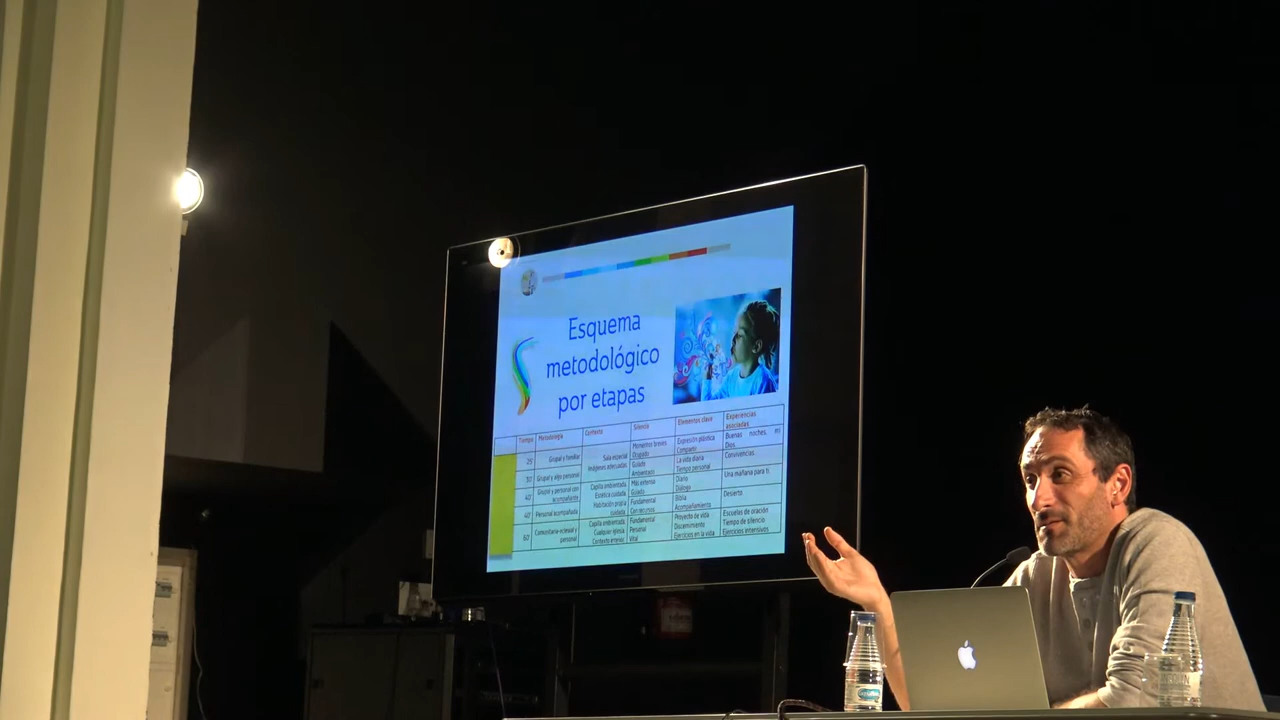 Esquema
metodológico
por etapas
Tiempo Metodología Contexto Silencio Elementos clave Experiencias asociadas
25' Grupal y familiar Sala especial Imágenes adecuadas Momentos breves Ocupado Expresión plástica Compartir Buenas noches, mi Dios.
30' Grupal y algo personal Guiado Ambientado La vida diaria Tiempo personal Convivencias.
40' Grupal y personal con acompañante Capilla ambientada Estética cuidada Más extenso Guiado Diario Diálogo Una mañana para ti.
40' Personal acompañada Habitación propia cuidada Fundamental Con recursos Biblia Acompañamiento Desierto
60' Comunitaria-eclesial y personal Capilla ambientada Cualquier iglesia Contexto externo Fundamental Personal Vital Proyecto de vida Discernimiento Ejercicios en la vida Escuelas de oración Tiempo de silencio Ejercicios intensivos